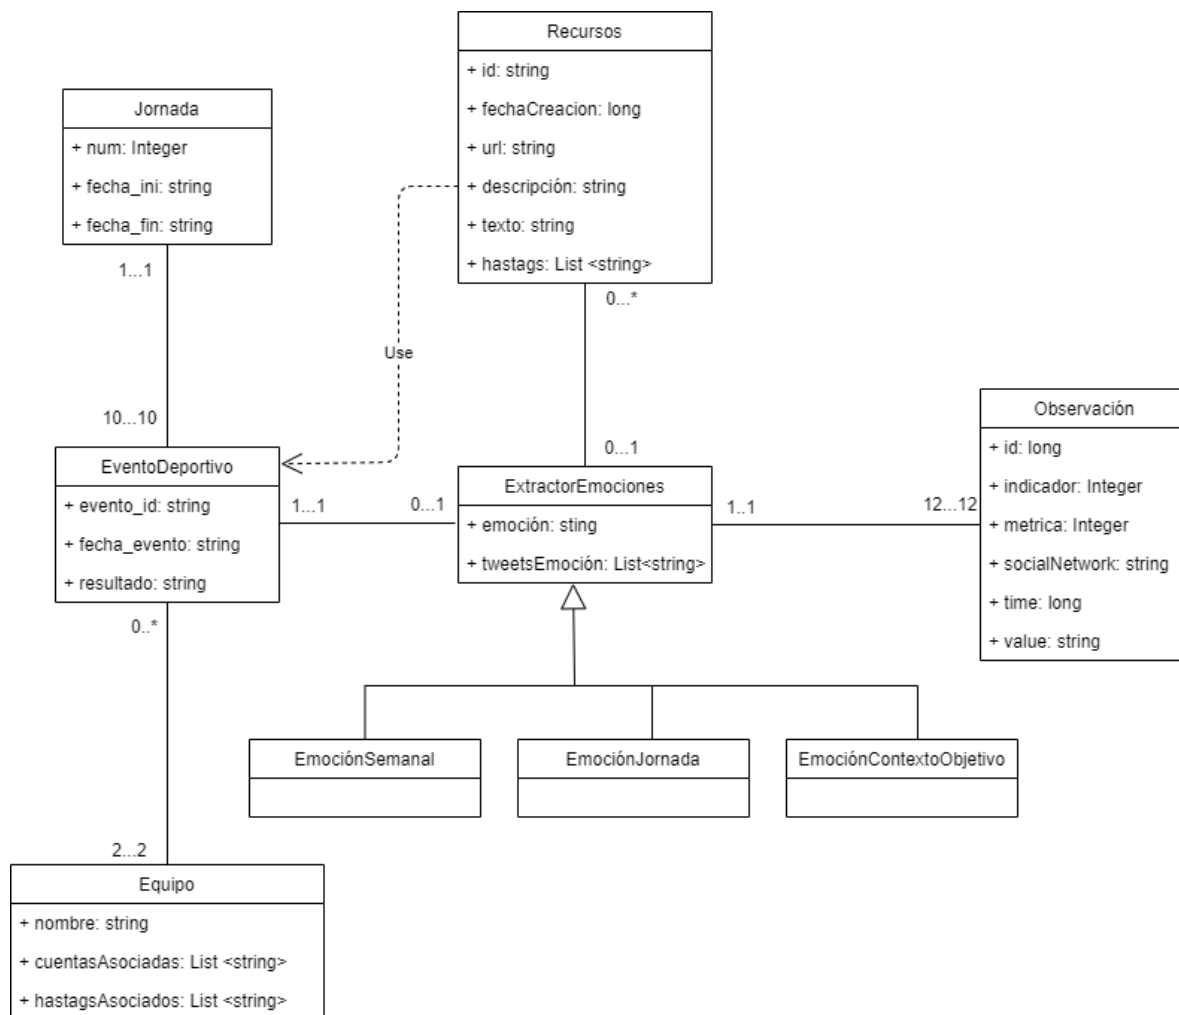 Recursos
+ id: string
+ fechaCreacion: long
+ url: string
+ descripción: string
+ texto: string
+ hastags: List <string>
0...*
Jornada
+ num: Integer
+ fecha_ini: string
+ fecha_fin: string
1...1
Use
10...10
EventoDeportivo
+ evento_id: string
+ fecha_evento: string
+ resultado: string
1...1
0...1
0..*
0...1
ExtractorEmociones
+ emoción: sting
+ tweetsEmoción: List<string>
1..1
12...12
Observación
+ id: long
+ indicador: Integer
+ metrica: Integer
+ socialNetwork: string
+ time: long
+ value: string
EmociónSemanal
EmociónJornada
EmociónContextoObjetivo
2...2
Equipo
+ nombre: string
+ cuentasAsociadas: List <string>
+ hastagsAsociados: List <string>